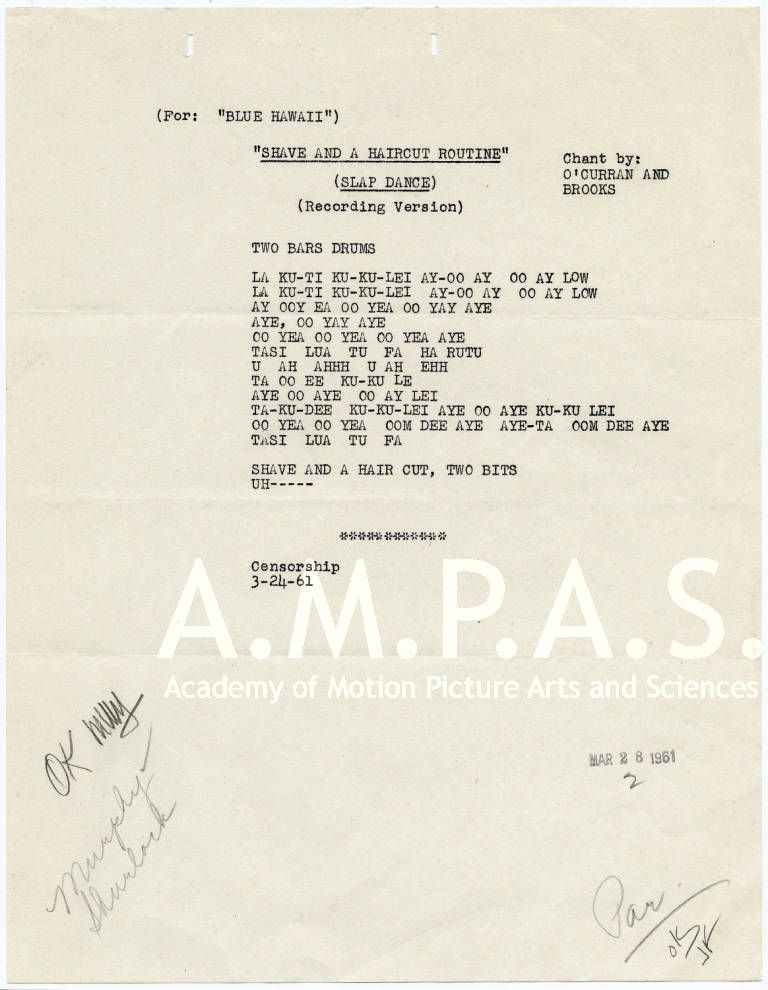 (For: "BLUE HAWAII")
"SHAVE AND A HAIRCUT ROUTINE"
Chant by:
O'CURRAN AND
BROOKS
(SLAP DANCE)
(Recording Version)
TWO BARS DRUMS
LA KU-TI KU-KU-LEI AY-OO AY OO AY LOW
LA KU-TI KU-KU-LEI AY-OO AY OO AY LOW
AY OOY EA OO YEA OO YAY AYE
AYE, OO YAY AYE
OO YEA OO YEA OO YEA AYE
TASI LUA TU FA HA RUTU
U AH AHHH U AH EHH
TA OO EE KU-KU LE
AYE OO AYE OO AY LEI
TA-KU-DEE KU-KU-LEI AYE OO AYE KU-KU LEI
OO YEA OO YEA OOM DEE AYE AYE-TA OOM DEE AYE
TASI LUA TU FA
SHAVE AND A HAIR CUT, TWO BITS
UH-----
************
Censorship
3-24-61
A.M.P.A.S.
Academy of Motion Picture Arts and Sciences
OK
Murphy-
Shurlock
MAR 28 1961
2
Par.
OK
JK